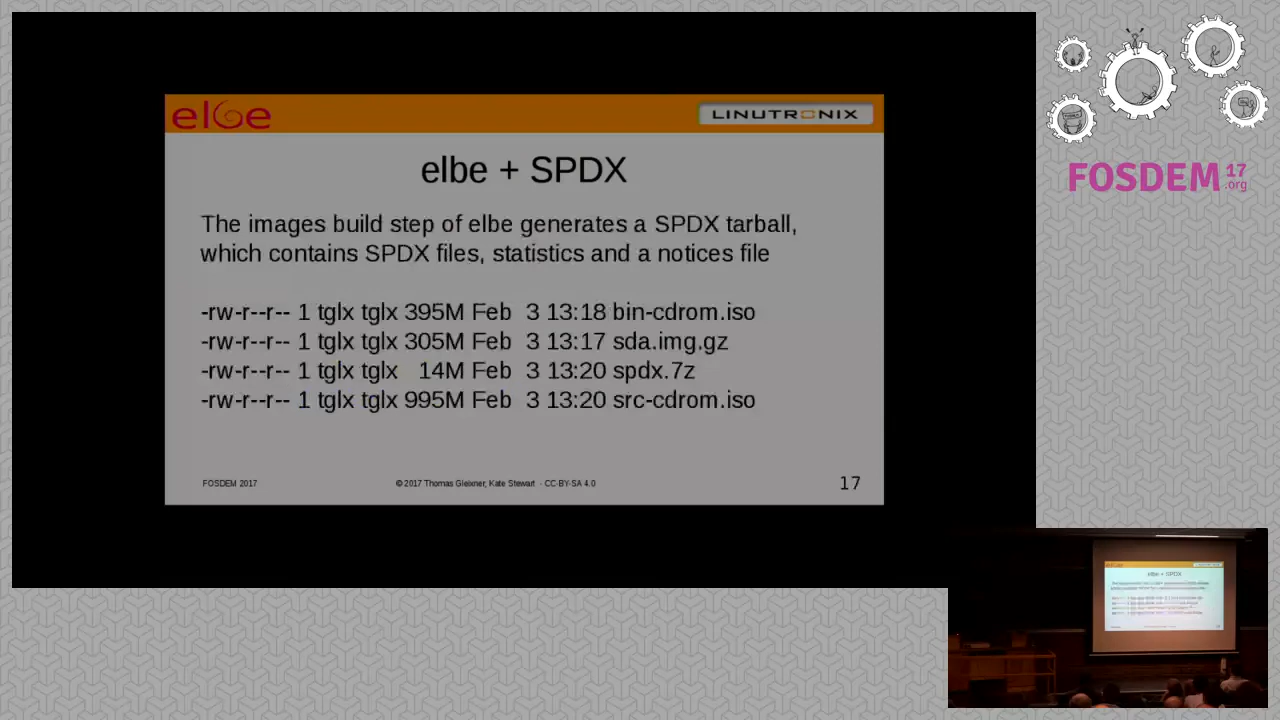 elbe
LINUTRONIX
elbe + SPDX
The images build step of elbe generates a SPDX tarball,
which contains SPDX files, statistics and a notices file
-rw-r--r-- 1 tglx tglx 395M Feb  3 13:18 bin-cdrom.iso
-rw-r--r-- 1 tglx tglx 305M Feb  3 13:17 sda.img.gz
-rw-r--r-- 1 tglx tglx   14M Feb  3 13:20 spdx.7z
-rw-r--r-- 1 tglx tglx 995M Feb  3 13:20 src-cdrom.iso
FOSDEM 2017
© 2017 Thomas Gleixner, Kate Stewart - CC-BY-SA 4.0
17
FOSDEM 17
.org
elbe + SPDX